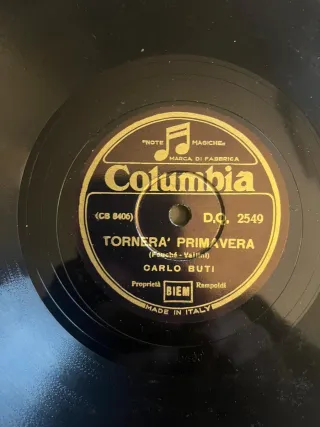 "NOTE MAGICHE"
MARCA DI FABBRICA
Columbia
(CB 8406) D.Q. 2549
TORNERA' PRIMAVERA
(Fouché - Vallini)
CARLO BUTI
Proprietà BIEM Rampoldi
MADE IN ITALY